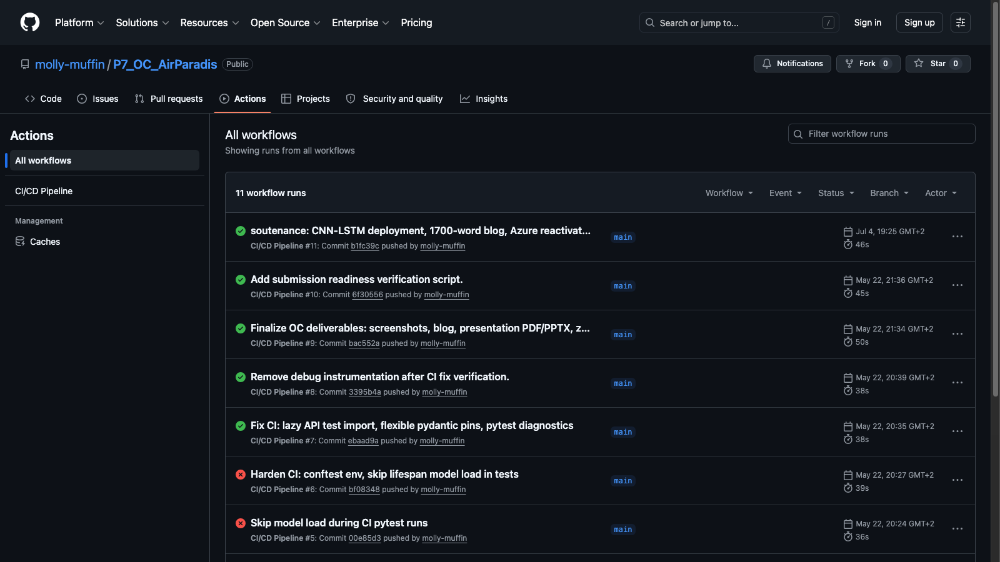 Platform Solutions Resources Open Source Enterprise Pricing Search or jump to... / Sign in Sign up
molly-muffin / P7_OC_AirParadis Public Notifications Fork 0 Star 0
Code Issues Pull requests Actions Projects Security and quality Insights
Actions
All workflows
CI/CD Pipeline
Management
Caches
All workflows
Showing runs from all workflows
Filter workflow runs
11 workflow runs Workflow Event Status Branch Actor
soutenance: CNN-LSTM deployment, 1700-word blog, Azure reactivat...
CI/CD Pipeline #11: Commit b1fc39c pushed by molly-muffin
main
Jul 4, 19:25 GMT+2
46s
Add submission readiness verification script.
CI/CD Pipeline #10: Commit 6f30556 pushed by molly-muffin
main
May 22, 21:36 GMT+2
45s
Finalize OC deliverables: screenshots, blog, presentation PDF/PPTX, z...
CI/CD Pipeline #9: Commit bac552a pushed by molly-muffin
main
May 22, 21:34 GMT+2
50s
Remove debug instrumentation after CI fix verification.
CI/CD Pipeline #8: Commit 3395b4a pushed by molly-muffin
main
May 22, 20:39 GMT+2
38s
Fix CI: lazy API test import, flexible pydantic pins, pytest diagnostics
CI/CD Pipeline #7: Commit ebaad9a pushed by molly-muffin
main
May 22, 20:35 GMT+2
38s
Harden CI: conftest env, skip lifespan model load in tests
CI/CD Pipeline #6: Commit bf08348 pushed by molly-muffin
main
May 22, 20:27 GMT+2
39s
Skip model load during CI pytest runs
CI/CD Pipeline #5: Commit 00e85d3 pushed by molly-muffin
main
May 22, 20:24 GMT+2
36s